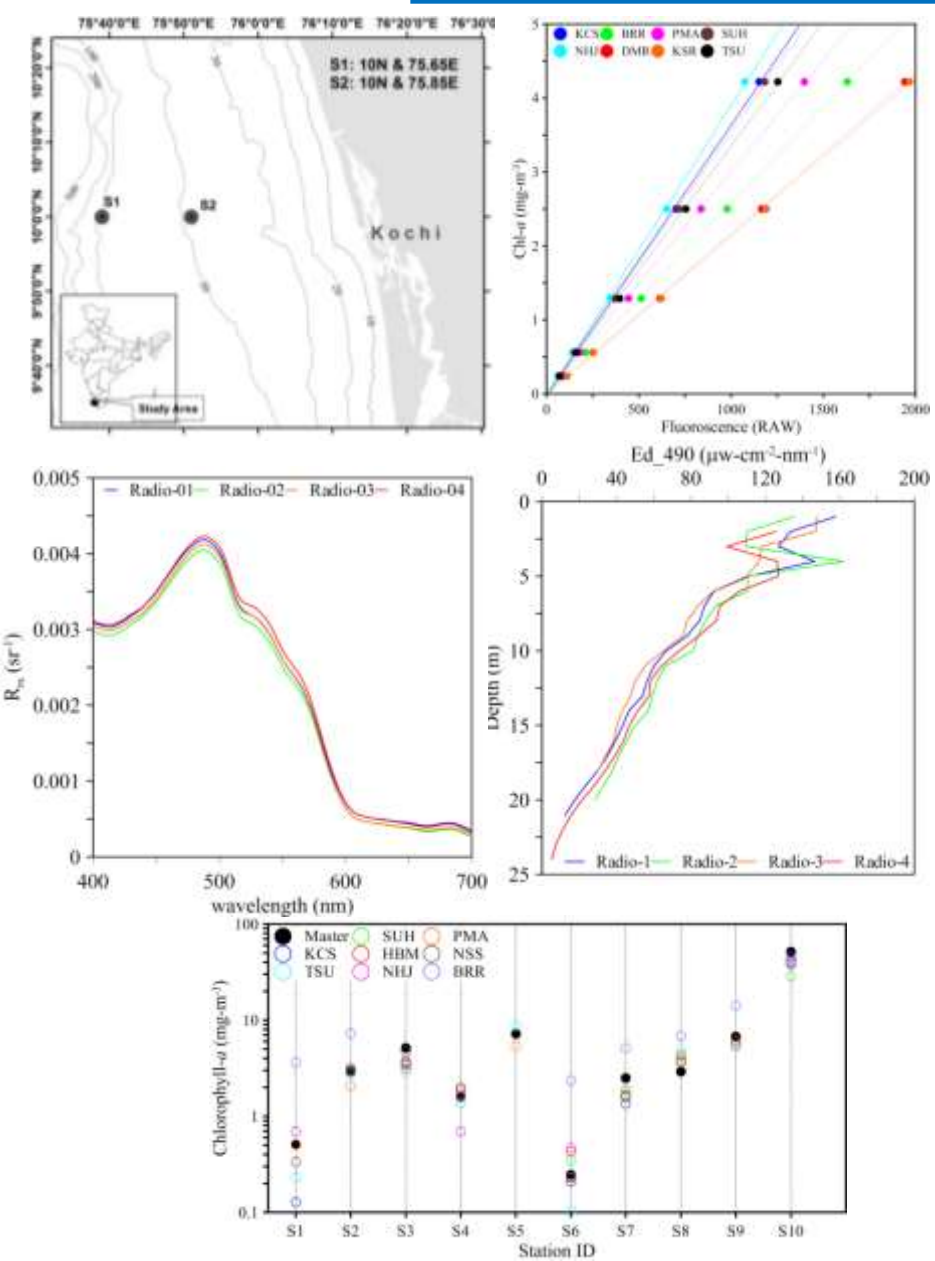 75°40'E 75°50'E 76°0'E 76°10'E 76°20'E 76°30'E
S1: 10N & 75.65E
S2: 10N & 75.85E
10°20'0"N
10°10'0"N
10°0'0"N
9°50'0"N
9°40'0"N
S1
S2
Kochi
Study Area
KCS BRR PMA SUH
NHJ DMB KSR TSU
5
4
3
2
1
0
Chl-a (mg-m⁻³)
0 500 1000 1500 2000
Fluoroscence (RAW)
Radio-01 Radio-02 Radio-03 Radio-04
0.005
0.004
0.003
0.002
0.001
0
(sr⁻¹)
400 500 600 700
wavelength (nm)
Ed_490 (µw-cm⁻²-nm⁻¹)
0 40 80 120 160 200
0
5
10
15
20
25
Depth (m)
Radio-1 Radio-2 Radio-3 Radio-4
Master SUH PMA
KCS HBM NSS
TSU NHJ BRR
100
10
1
0.1
Chlorophyll-a (mg-m⁻³)
S1 S2 S3 S4 S5 S6 S7 S8 S9 S10
Station ID